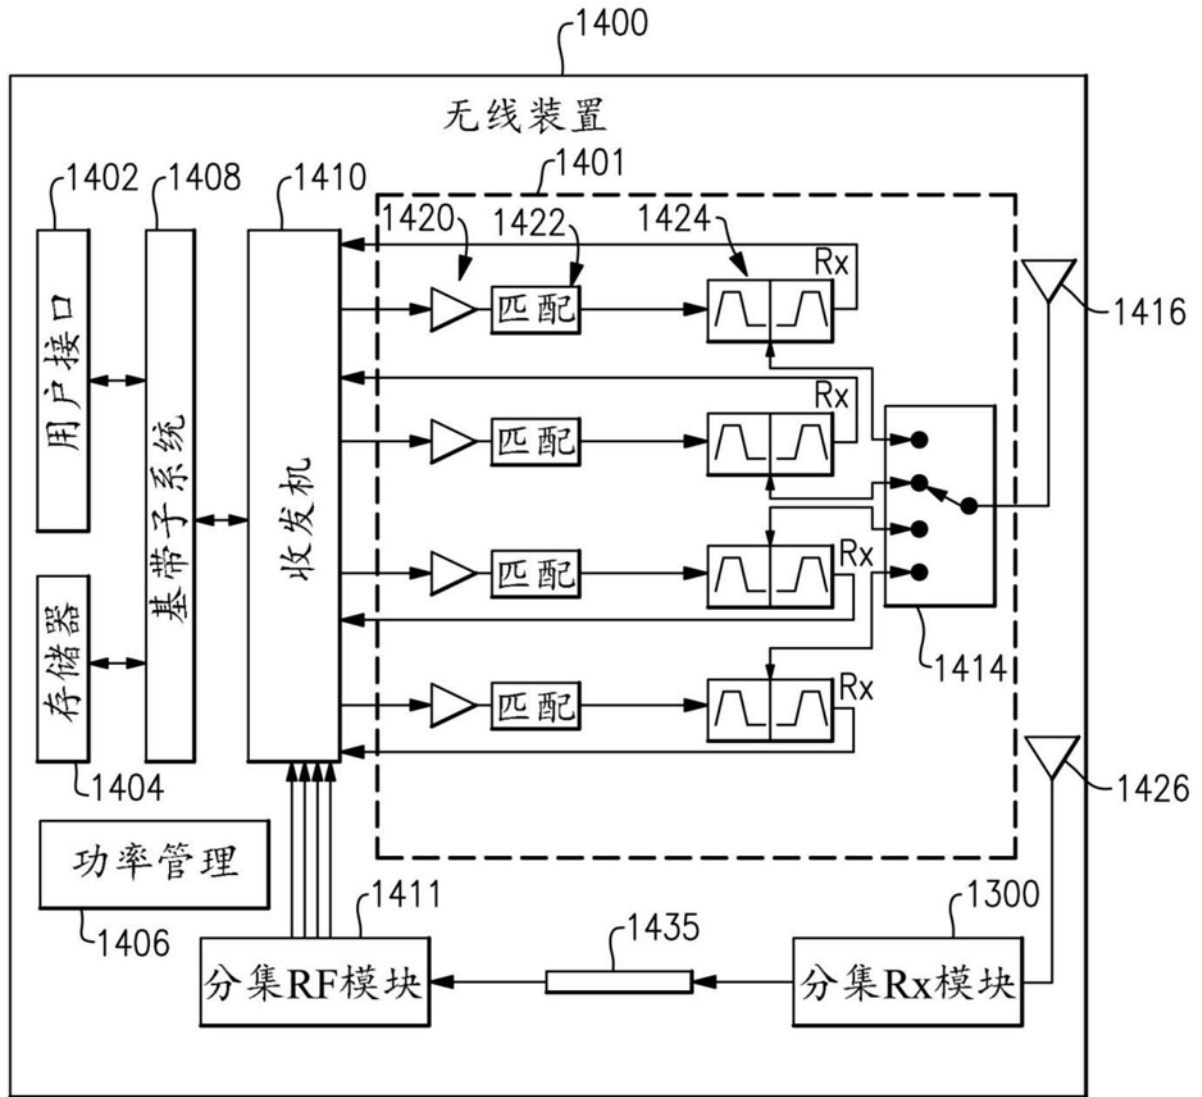 1400
无线装置
1401
1402
1408
1410
1420
1422
1424
Rx
匹配
1416
用户接口
基带子系统
收发机
Rx
匹配
匹配
Rx
1414
存储器
匹配
Rx
1404
1426
功率管理
1406
1411
1435
1300
分集RF模块
分集Rx模块